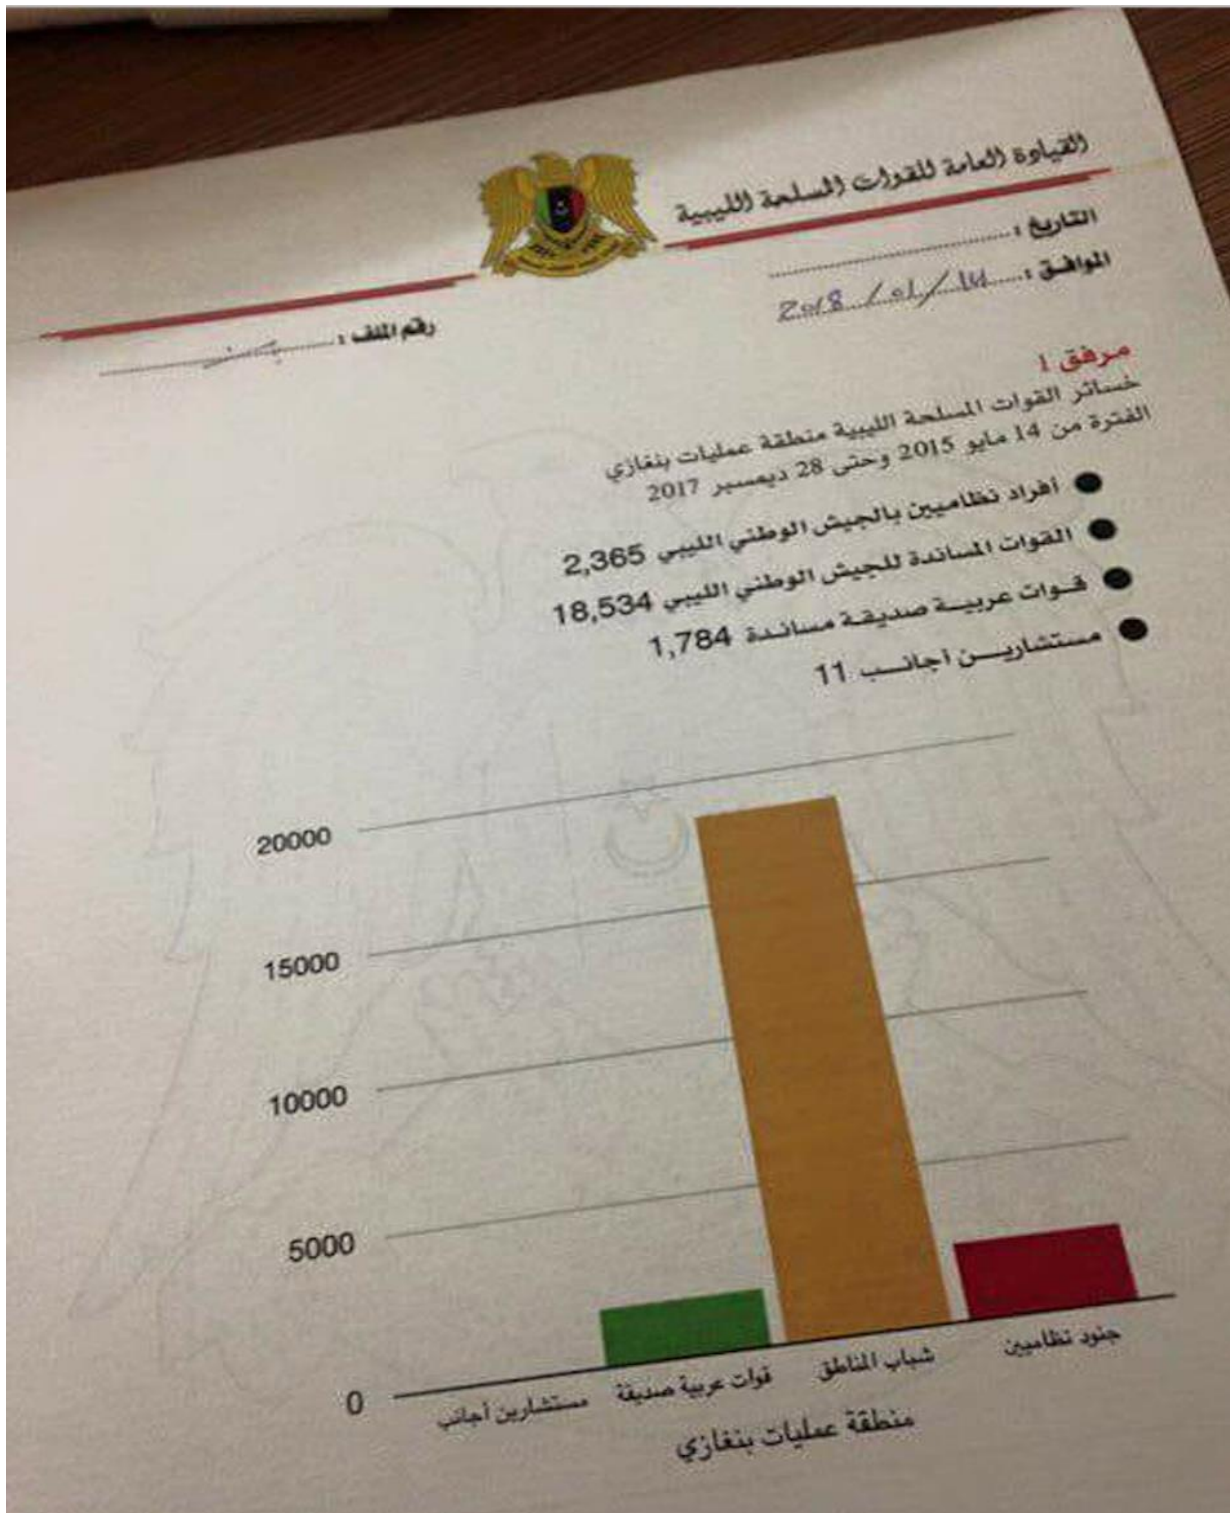 القيادة العامة للقوات المسلحة الليبية
التاريخ :
الموافق : 2018 / 01 /
رقم الملف :
مرفق 1
خسائر القوات المسلحة الليبية منطقة عمليات بنغازي
الفترة من 14 مايو 2015 وحتى 28 ديمسبر 2017
● أفراد نظاميين بالجيش الوطني الليبي 2,365
● القوات المساندة للجيش الوطني الليبي 18,534
● قوات عربية صديقة مساندة 1,784
● مستشارين أجانب 11
20000
15000
10000
5000
0
مستشارين أجانب
قوات عربية صديقة
شباب المناطق
جنود نظاميين
منطقة عمليات بنغازي